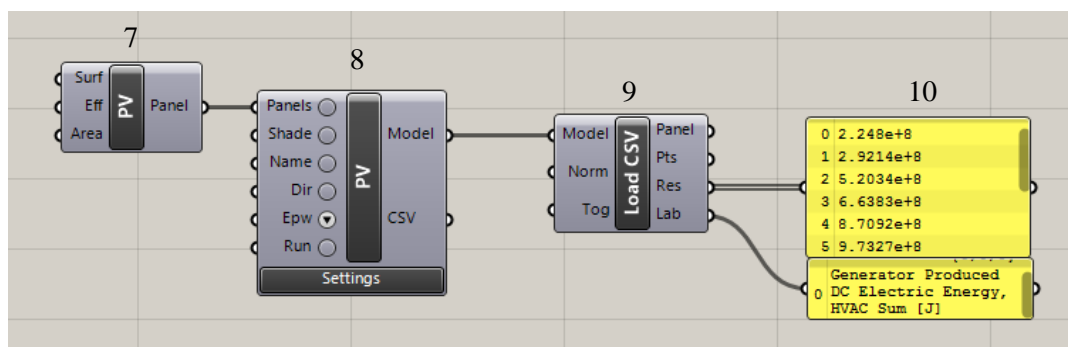 7
8
9
10
Surf
Eff
Area
PV
Panel
Panels
Shade
Name
Dir
Epw
Run
PV
Model
CSV
Settings
Model
Norm
Tog
Load CSV
Panel
Pts
Res
Lab
0 2.248e+8
1 2.9214e+8
2 5.2034e+8
3 6.6383e+8
4 8.7092e+8
5 9.7327e+8
0 Generator Produced
DC Electric Energy,
HVAC Sum [J]